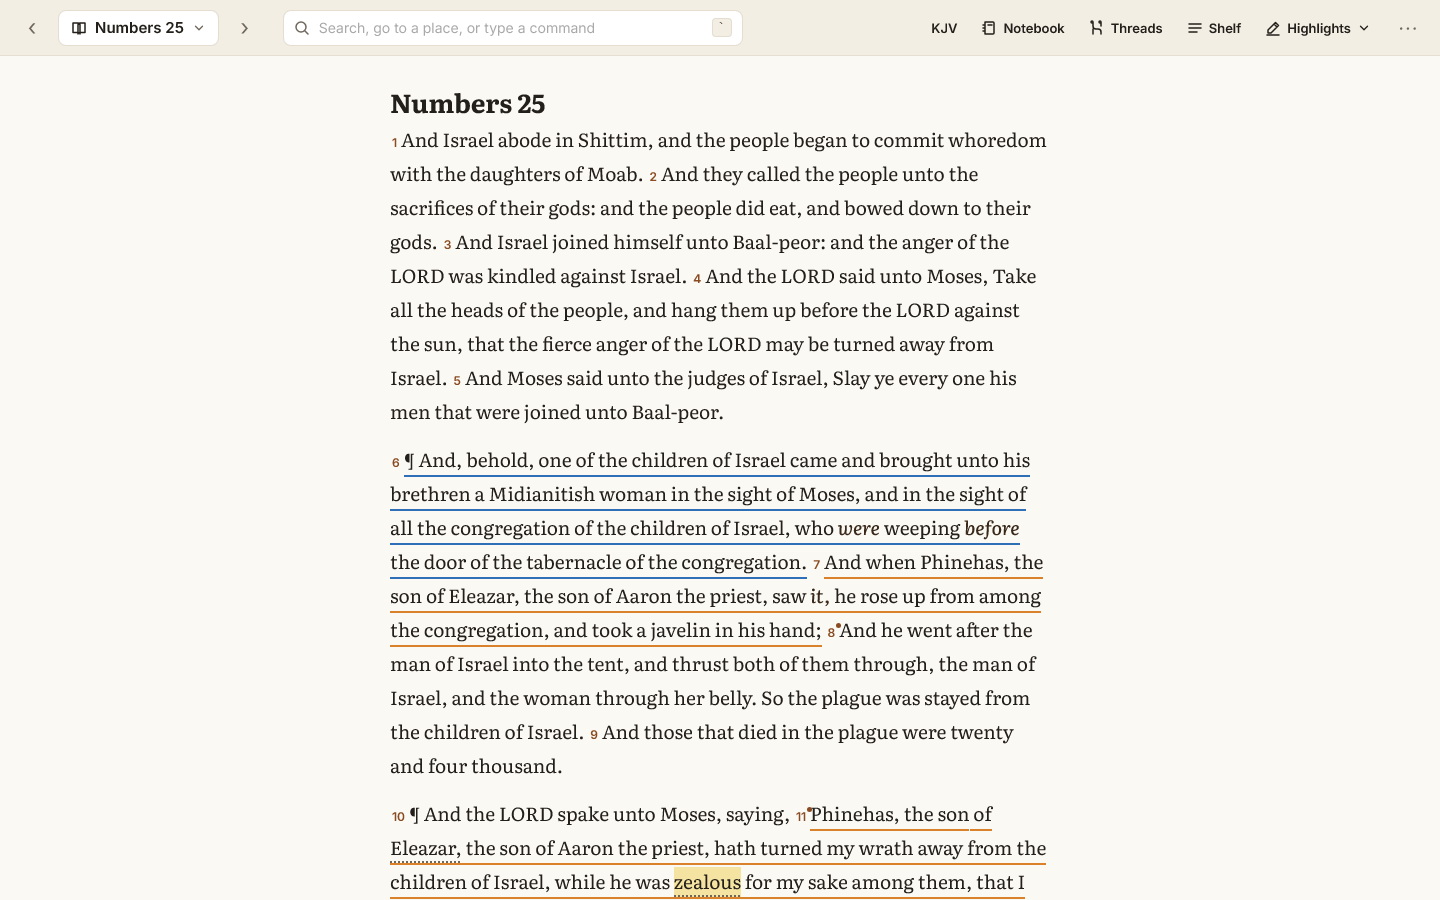 Numbers 25
Search, go to a place, or type a command
`
KJV
Notebook
Threads
Shelf
Highlights
Numbers 25
1 And Israel abode in Shittim, and the people began to commit whoredom
with the daughters of Moab. 2 And they called the people unto the
sacrifices of their gods: and the people did eat, and bowed down to their
gods. 3 And Israel joined himself unto Baal-peor: and the anger of the
LORD was kindled against Israel. 4 And the LORD said unto Moses, Take
all the heads of the people, and hang them up before the LORD against
the sun, that the fierce anger of the LORD may be turned away from
Israel. 5 And Moses said unto the judges of Israel, Slay ye every one his
men that were joined unto Baal-peor.
6 ¶ And, behold, one of the children of Israel came and brought unto his
brethren a Midianitish woman in the sight of Moses, and in the sight of
all the congregation of the children of Israel, who were weeping before
the door of the tabernacle of the congregation. 7 And when Phinehas, the
son of Eleazar, the son of Aaron the priest, saw it, he rose up from among
the congregation, and took a javelin in his hand; 8 And he went after the
man of Israel into the tent, and thrust both of them through, the man of
Israel, and the woman through her belly. So the plague was stayed from
the children of Israel. 9 And those that died in the plague were twenty
and four thousand.
10 ¶ And the LORD spake unto Moses, saying, 11 Phinehas, the son of
Eleazar, the son of Aaron the priest, hath turned my wrath away from the
children of Israel, while he was zealous for my sake among them, that I